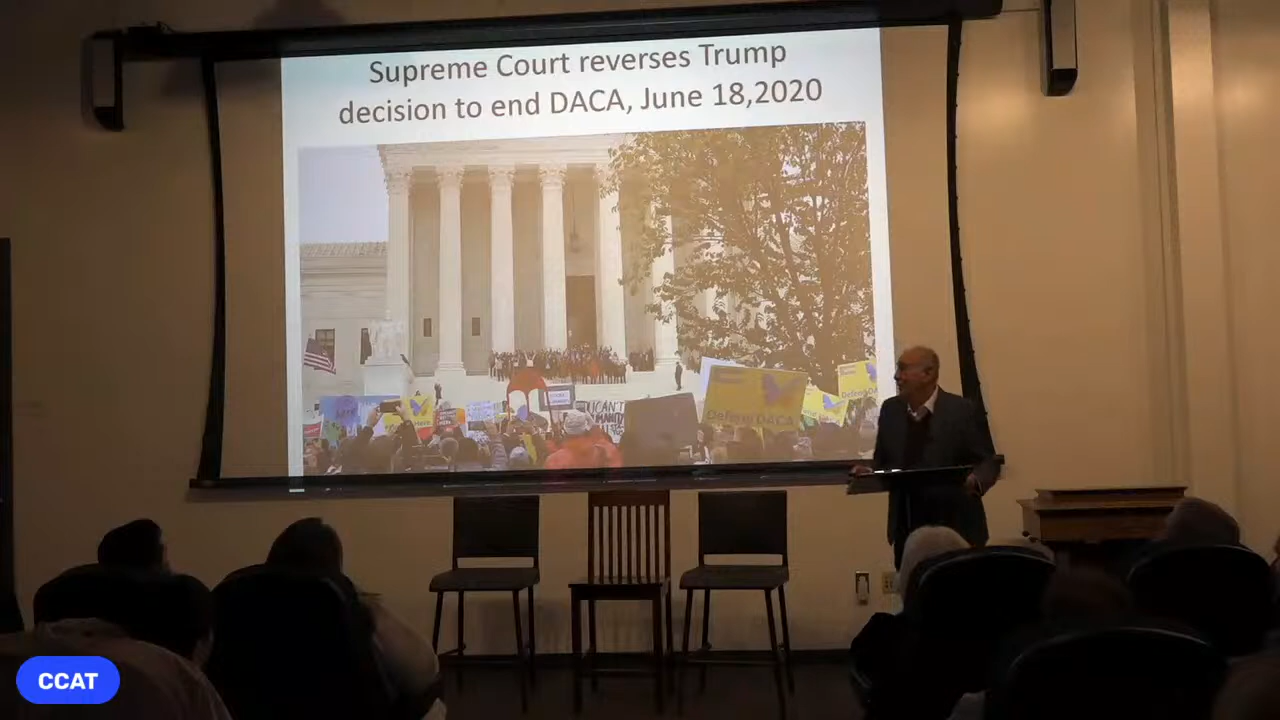 Supreme Court reverses Trump
decision to end DACA, June 18,2020
Defend DACA
CCAT